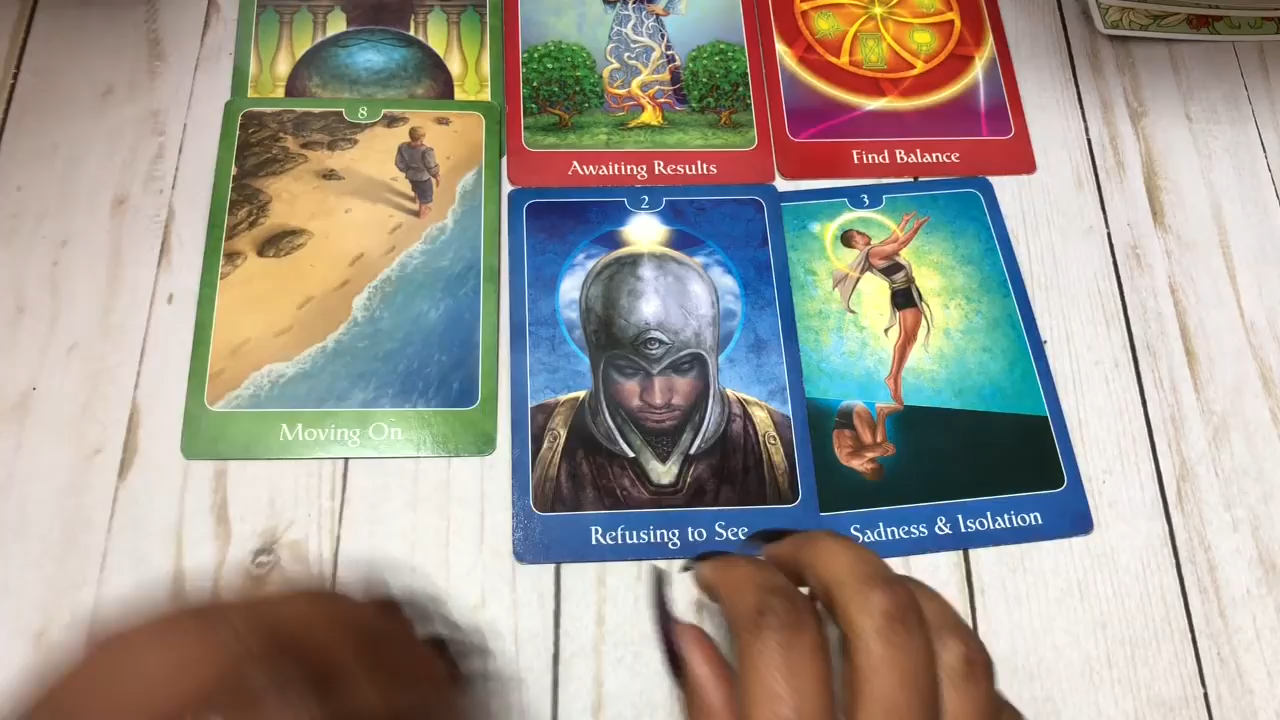 Awaiting Results
Find Balance
8
Moving On
2
Refusing to See
3
Sadness & Isolation